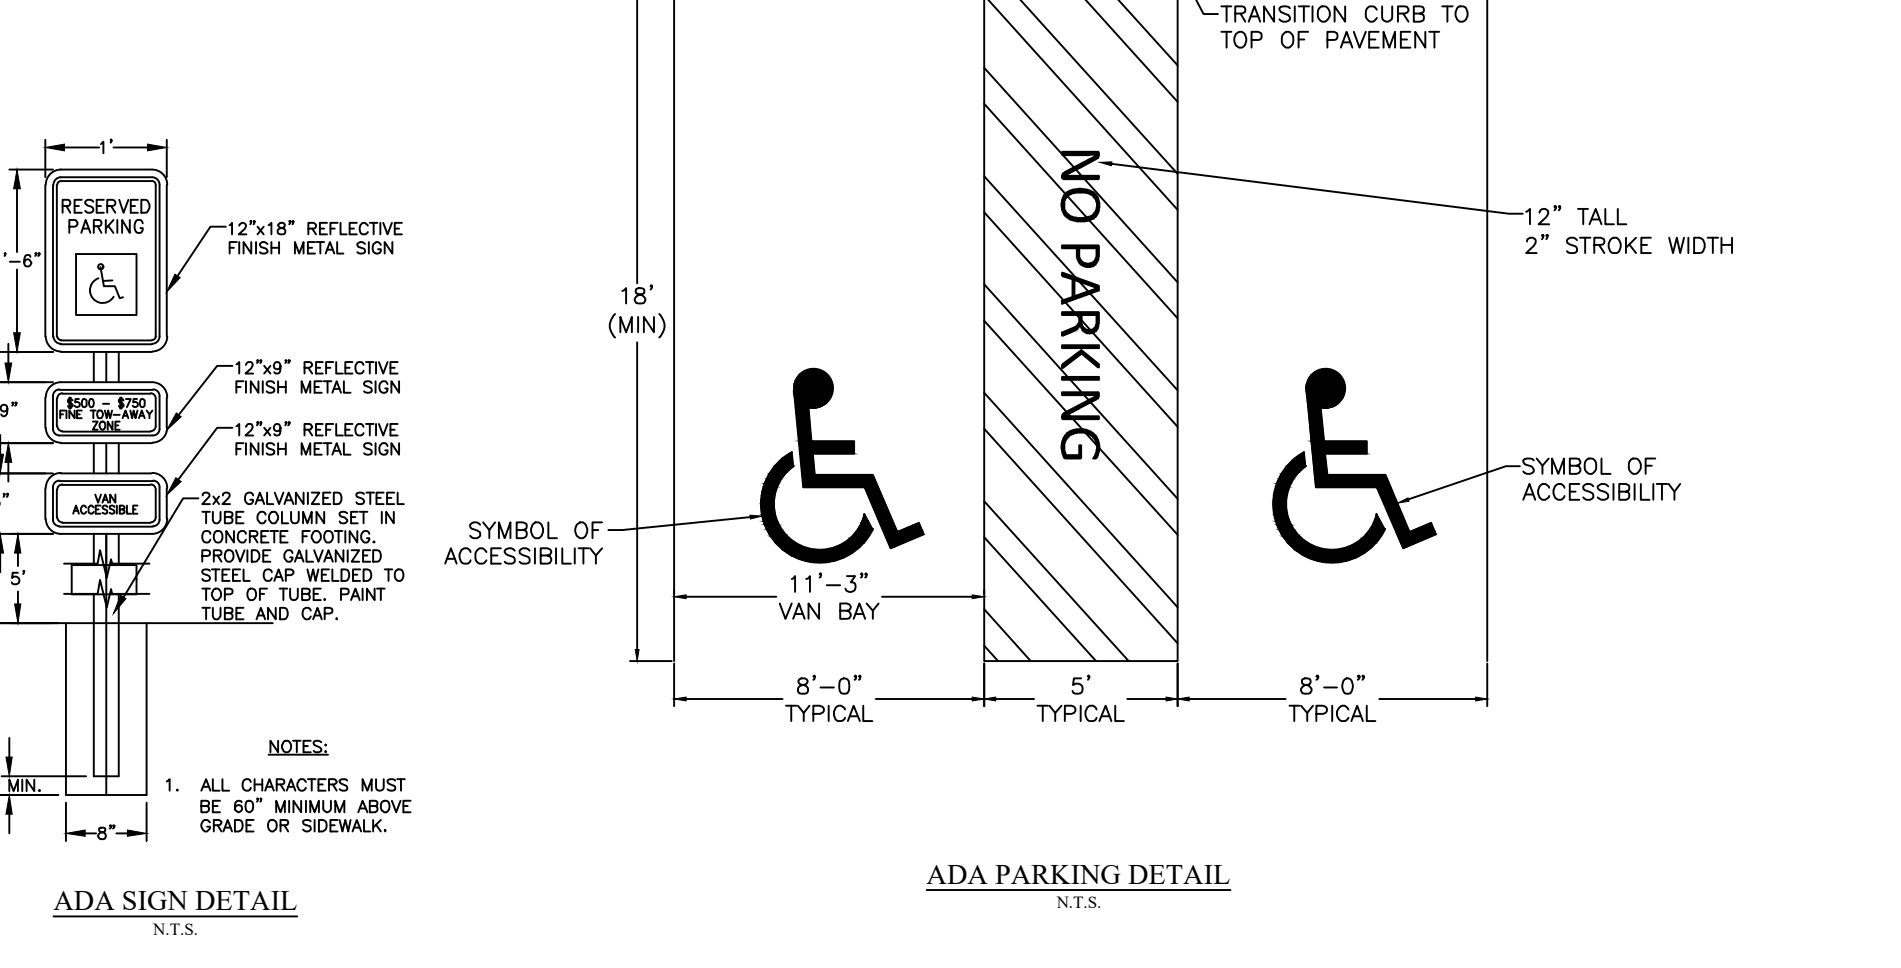 1'
RESERVED
PARKING
'-6"
12"x18" REFLECTIVE
FINISH METAL SIGN
12"x9" REFLECTIVE
FINISH METAL SIGN
9"
$500 - $750
FINE TOW-AWAY
ZONE
12"x9" REFLECTIVE
FINISH METAL SIGN
"
VAN
ACCESSIBLE
2x2 GALVANIZED STEEL
TUBE COLUMN SET IN
CONCRETE FOOTING.
PROVIDE GALVANIZED
STEEL CAP WELDED TO
TOP OF TUBE. PAINT
TUBE AND CAP.
5'
MIN.
8"
NOTES:
1. ALL CHARACTERS MUST
BE 60" MINIMUM ABOVE
GRADE OR SIDEWALK.
ADA SIGN DETAIL
N.T.S.
TRANSITION CURB TO
TOP OF PAVEMENT
NO PARKING
12" TALL
2" STROKE WIDTH
18'
(MIN)
SYMBOL OF
ACCESSIBILITY
SYMBOL OF
ACCESSIBILITY
11'-3"
VAN BAY
8'-0"
TYPICAL
5'
TYPICAL
8'-0"
TYPICAL
ADA PARKING DETAIL
N.T.S.